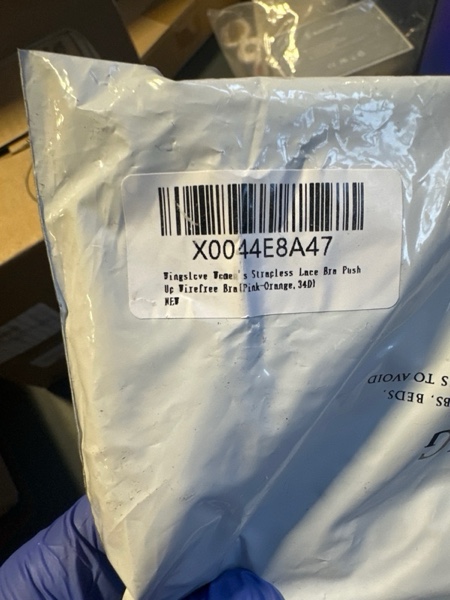 X0044E8A47
Wingslove Women's Strapless Lace Bra Push
Up Wirefree Bra(Pink-Orange, 34D)
NEW
S TO AVOID
BS, BEDS,
G